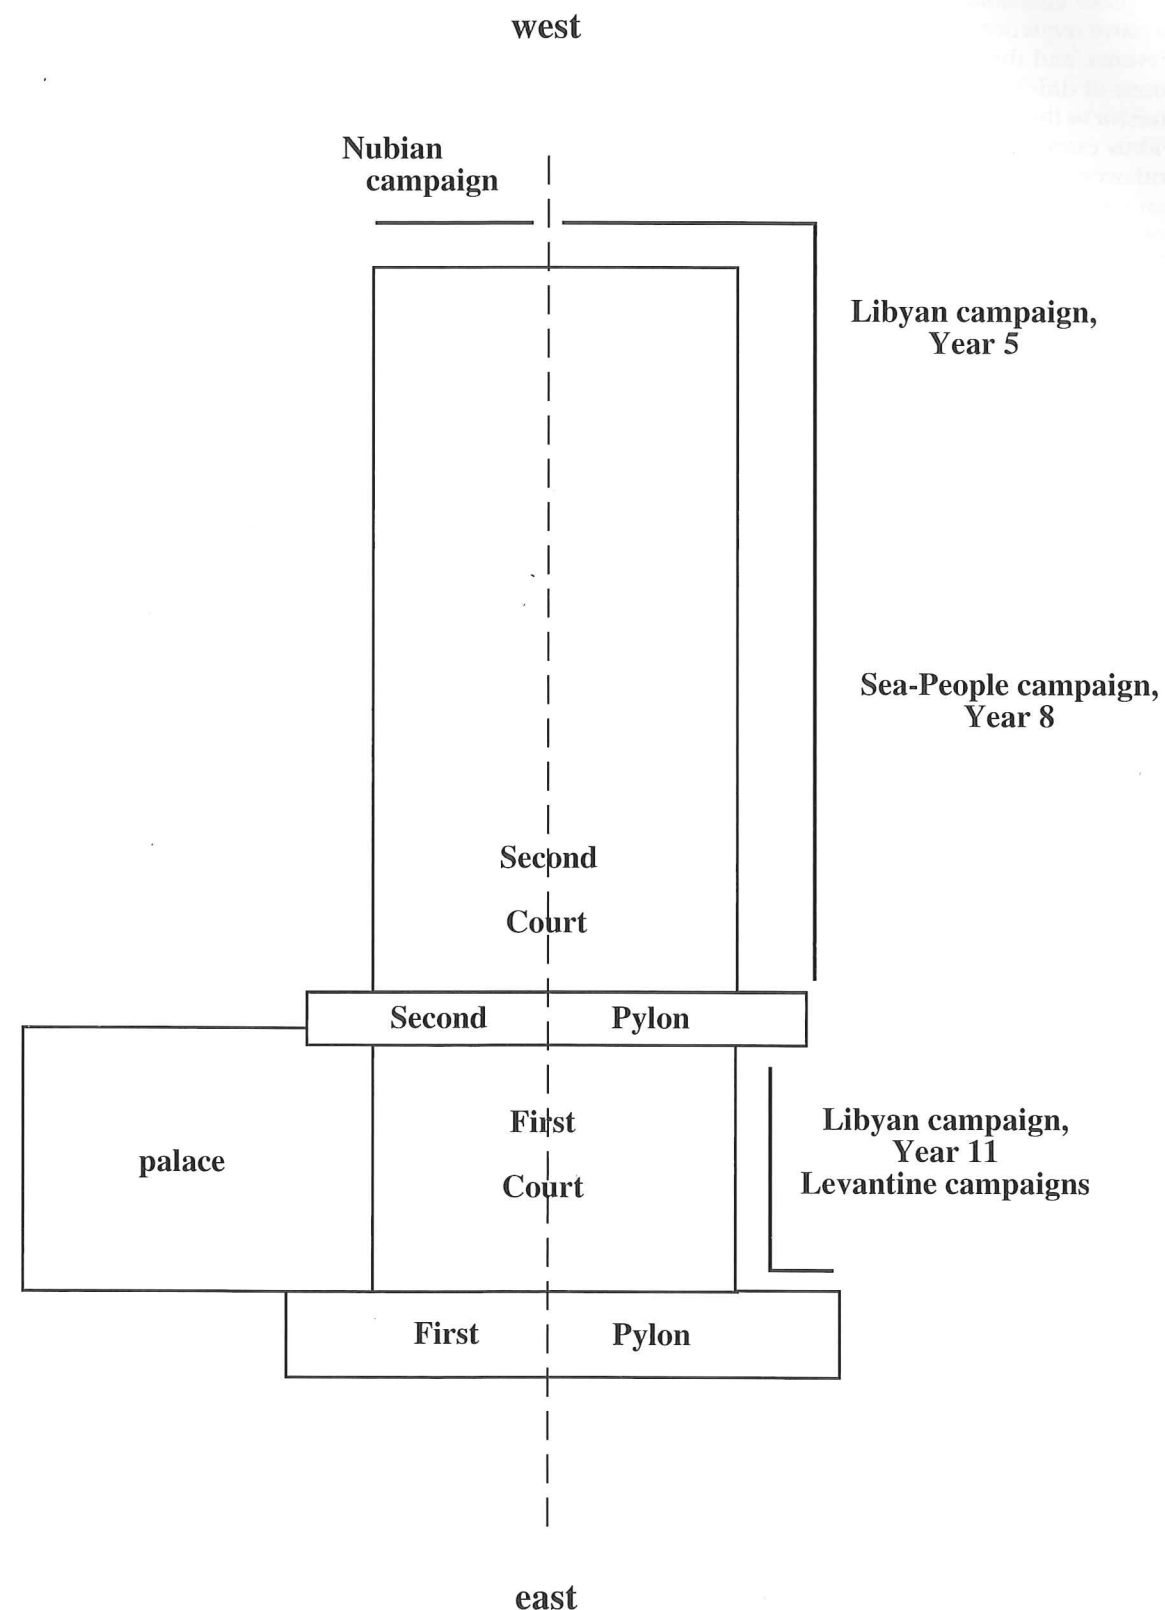 west
Nubian
campaign
Libyan campaign,
Year 5
Sea-People campaign,
Year 8
Second
Court
Second Pylon
First
Court
palace
Libyan campaign,
Year 11
Levantine campaigns
First Pylon
east